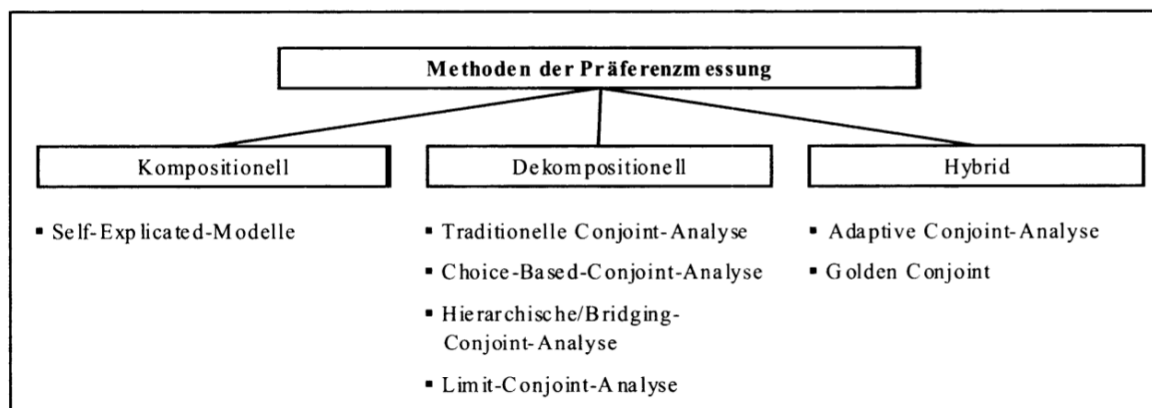 Methoden der Präferenzmessung
Kompositionell
▪ Self-Explicated-Modelle
Dekompositionell
▪ Traditionelle Conjoint-Analyse
▪ Choice-Based-Conjoint-Analyse
▪ Hierarchische/Bridging-
Conjoint-Analyse
▪ Limit-Conjoint-Analyse
Hybrid
▪ Adaptive Conjoint-Analyse
▪ Golden Conjoint